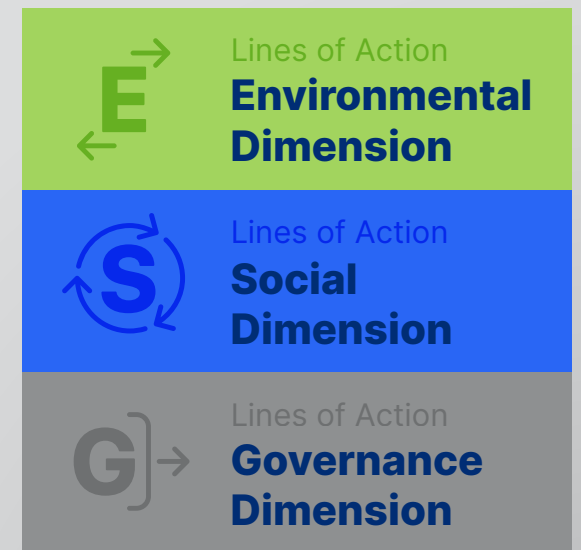 E
Lines of Action
Environmental
Dimension
S
Lines of Action
Social
Dimension
G
Lines of Action
Governance
Dimension